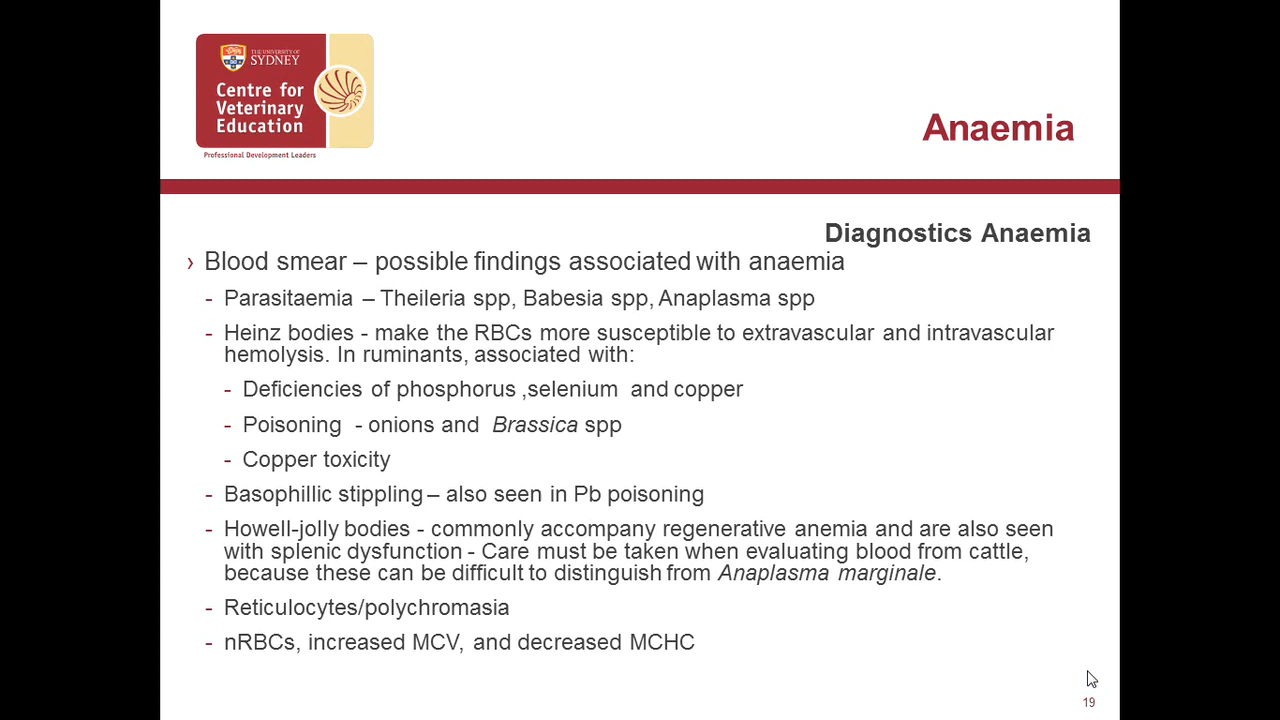 THE UNIVERSITY OF
SYDNEY
Centre for
Veterinary
Education
Professional Development Leaders
Anaemia
Diagnostics Anaemia
› Blood smear – possible findings associated with anaemia
- Parasitaemia – Theileria spp, Babesia spp, Anaplasma spp
- Heinz bodies - make the RBCs more susceptible to extravascular and intravascular
hemolysis. In ruminants, associated with:
- Deficiencies of phosphorus ,selenium and copper
- Poisoning - onions and Brassica spp
- Copper toxicity
- Basophillic stippling – also seen in Pb poisoning
- Howell-jolly bodies - commonly accompany regenerative anemia and are also seen
with splenic dysfunction - Care must be taken when evaluating blood from cattle,
because these can be difficult to distinguish from Anaplasma marginale.
- Reticulocytes/polychromasia
- nRBCs, increased MCV, and decreased MCHC
19